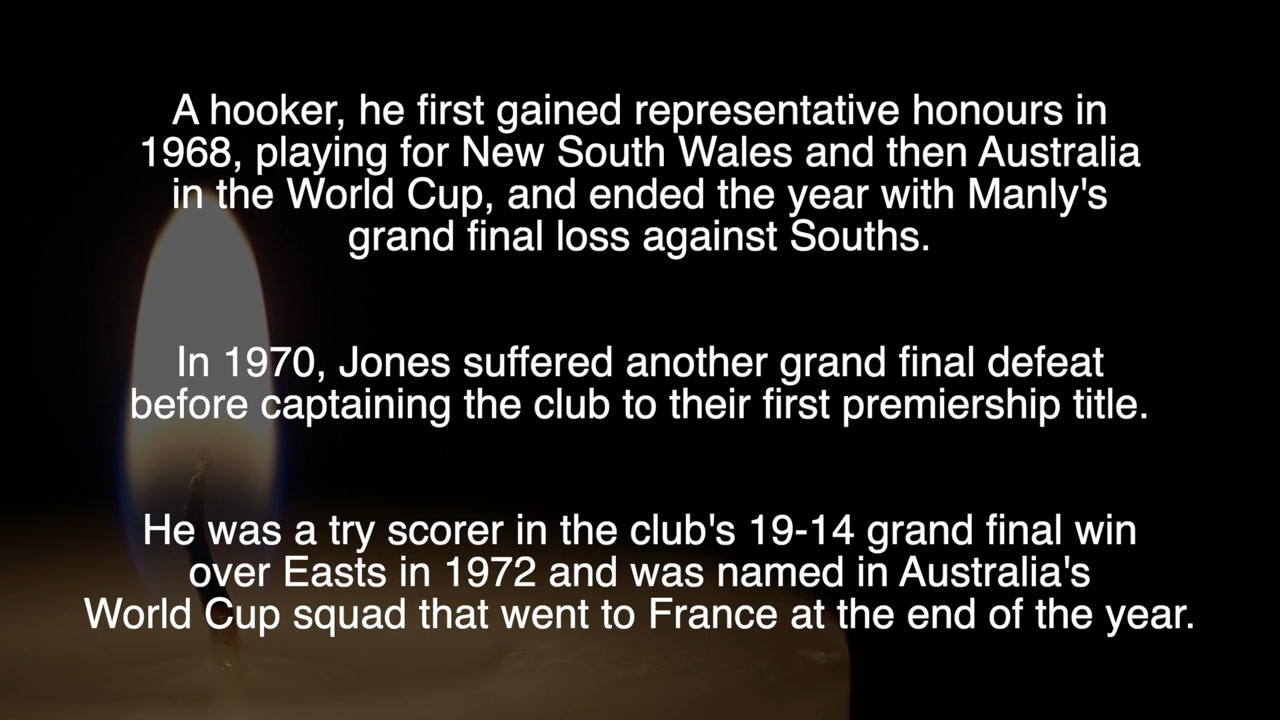 A hooker, he first gained representative honours in
1968, playing for New South Wales and then Australia
in the World Cup, and ended the year with Manly's
grand final loss against Souths.
In 1970, Jones suffered another grand final defeat
before captaining the club to their first premiership title.
He was a try scorer in the club's 19-14 grand final win
over Easts in 1972 and was named in Australia's
World Cup squad that went to France at the end of the year.